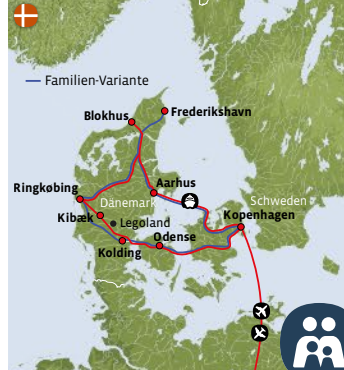 Familien-Variante
Blokhus
Frederikshavn
Ringkøbing
Aarhus
Dänemark
Schweden
Kibæk
Legoland
Kopenhagen
Odense
Kolding